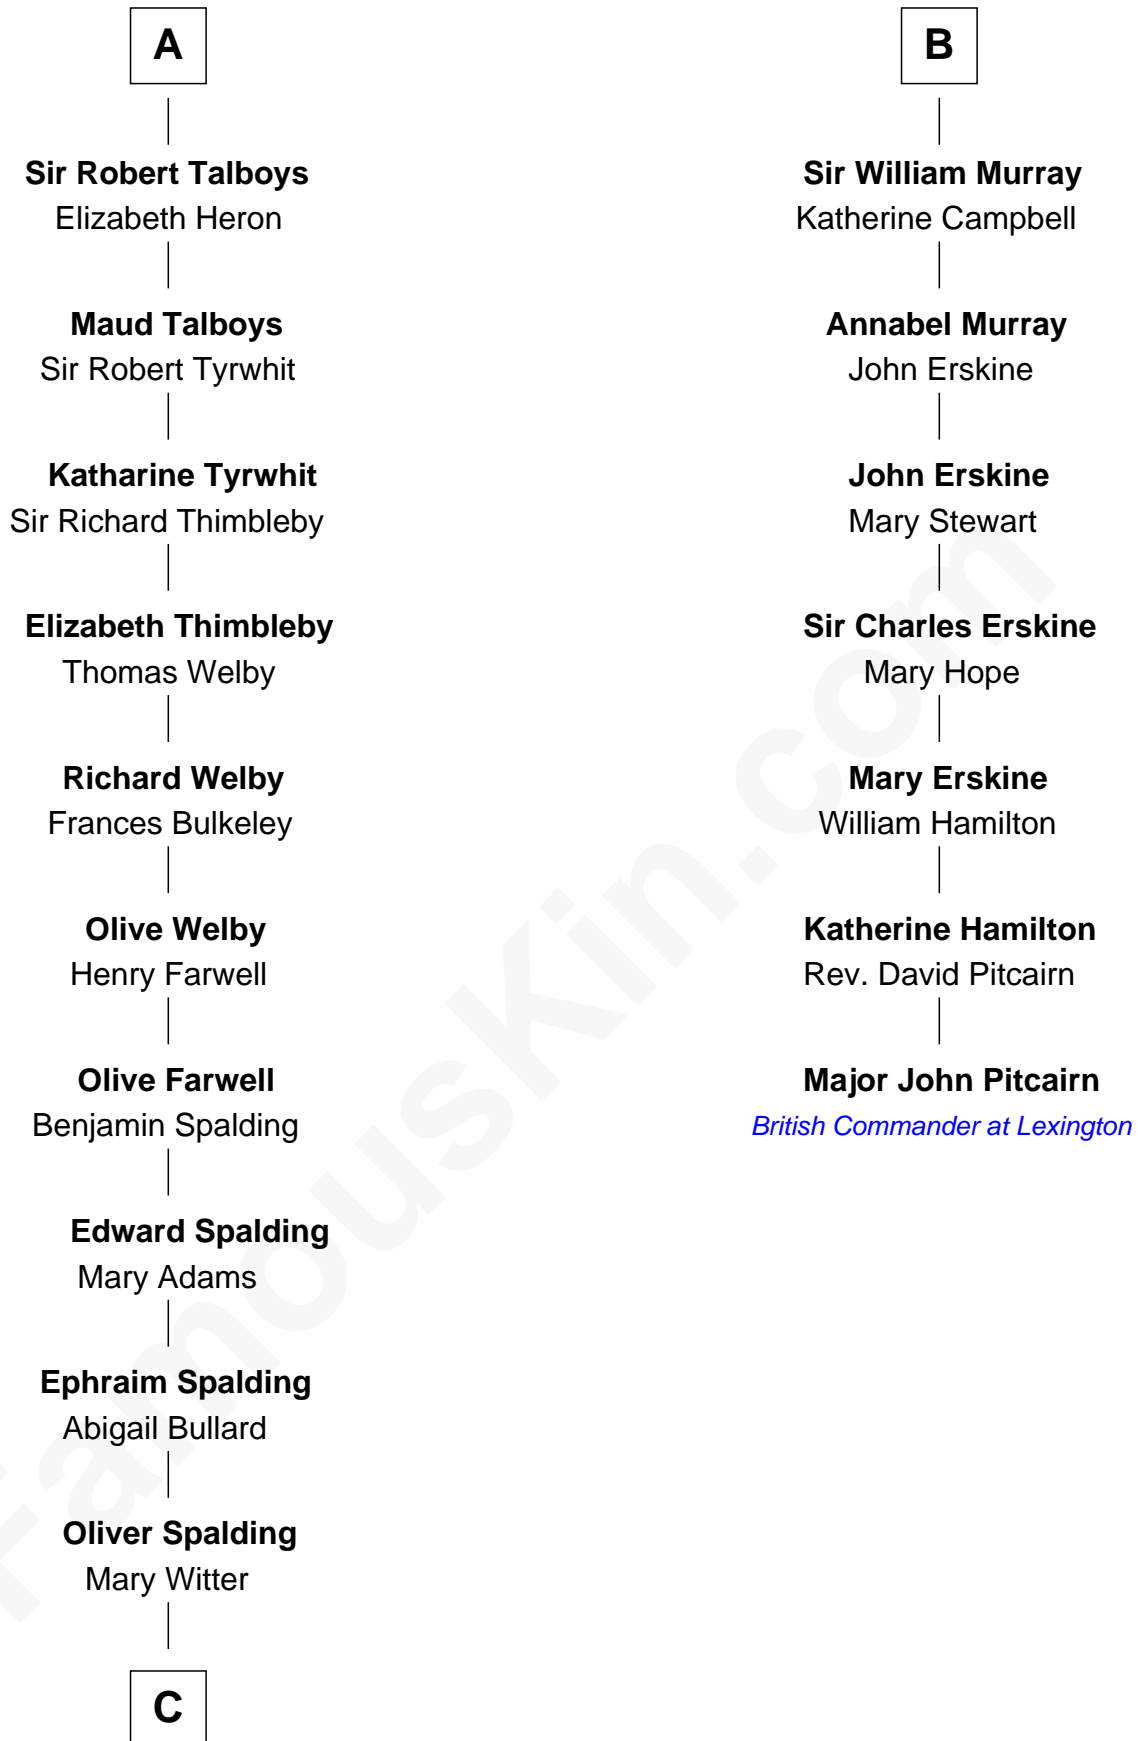 A
Sir Robert Talboys
Elizabeth Heron
Maud Talboys
Sir Robert Tyrwhit
Katharine Tyrwhit
Sir Richard Thimbleby
Elizabeth Thimbleby
Thomas Welby
Richard Welby
Frances Bulkeley
Olive Welby
Henry Farwell
Olive Farwell
Benjamin Spalding
Edward Spalding
Mary Adams
Ephraim Spalding
Abigail Bullard
Oliver Spalding
Mary Witter
C
B
Sir William Murray
Katherine Campbell
Annabel Murray
John Erskine
John Erskine
Mary Stewart
Sir Charles Erskine
Mary Hope
Mary Erskine
William Hamilton
Katherine Hamilton
Rev. David Pitcairn
Major John Pitcairn
British Commander at Lexington
FamousKin.com